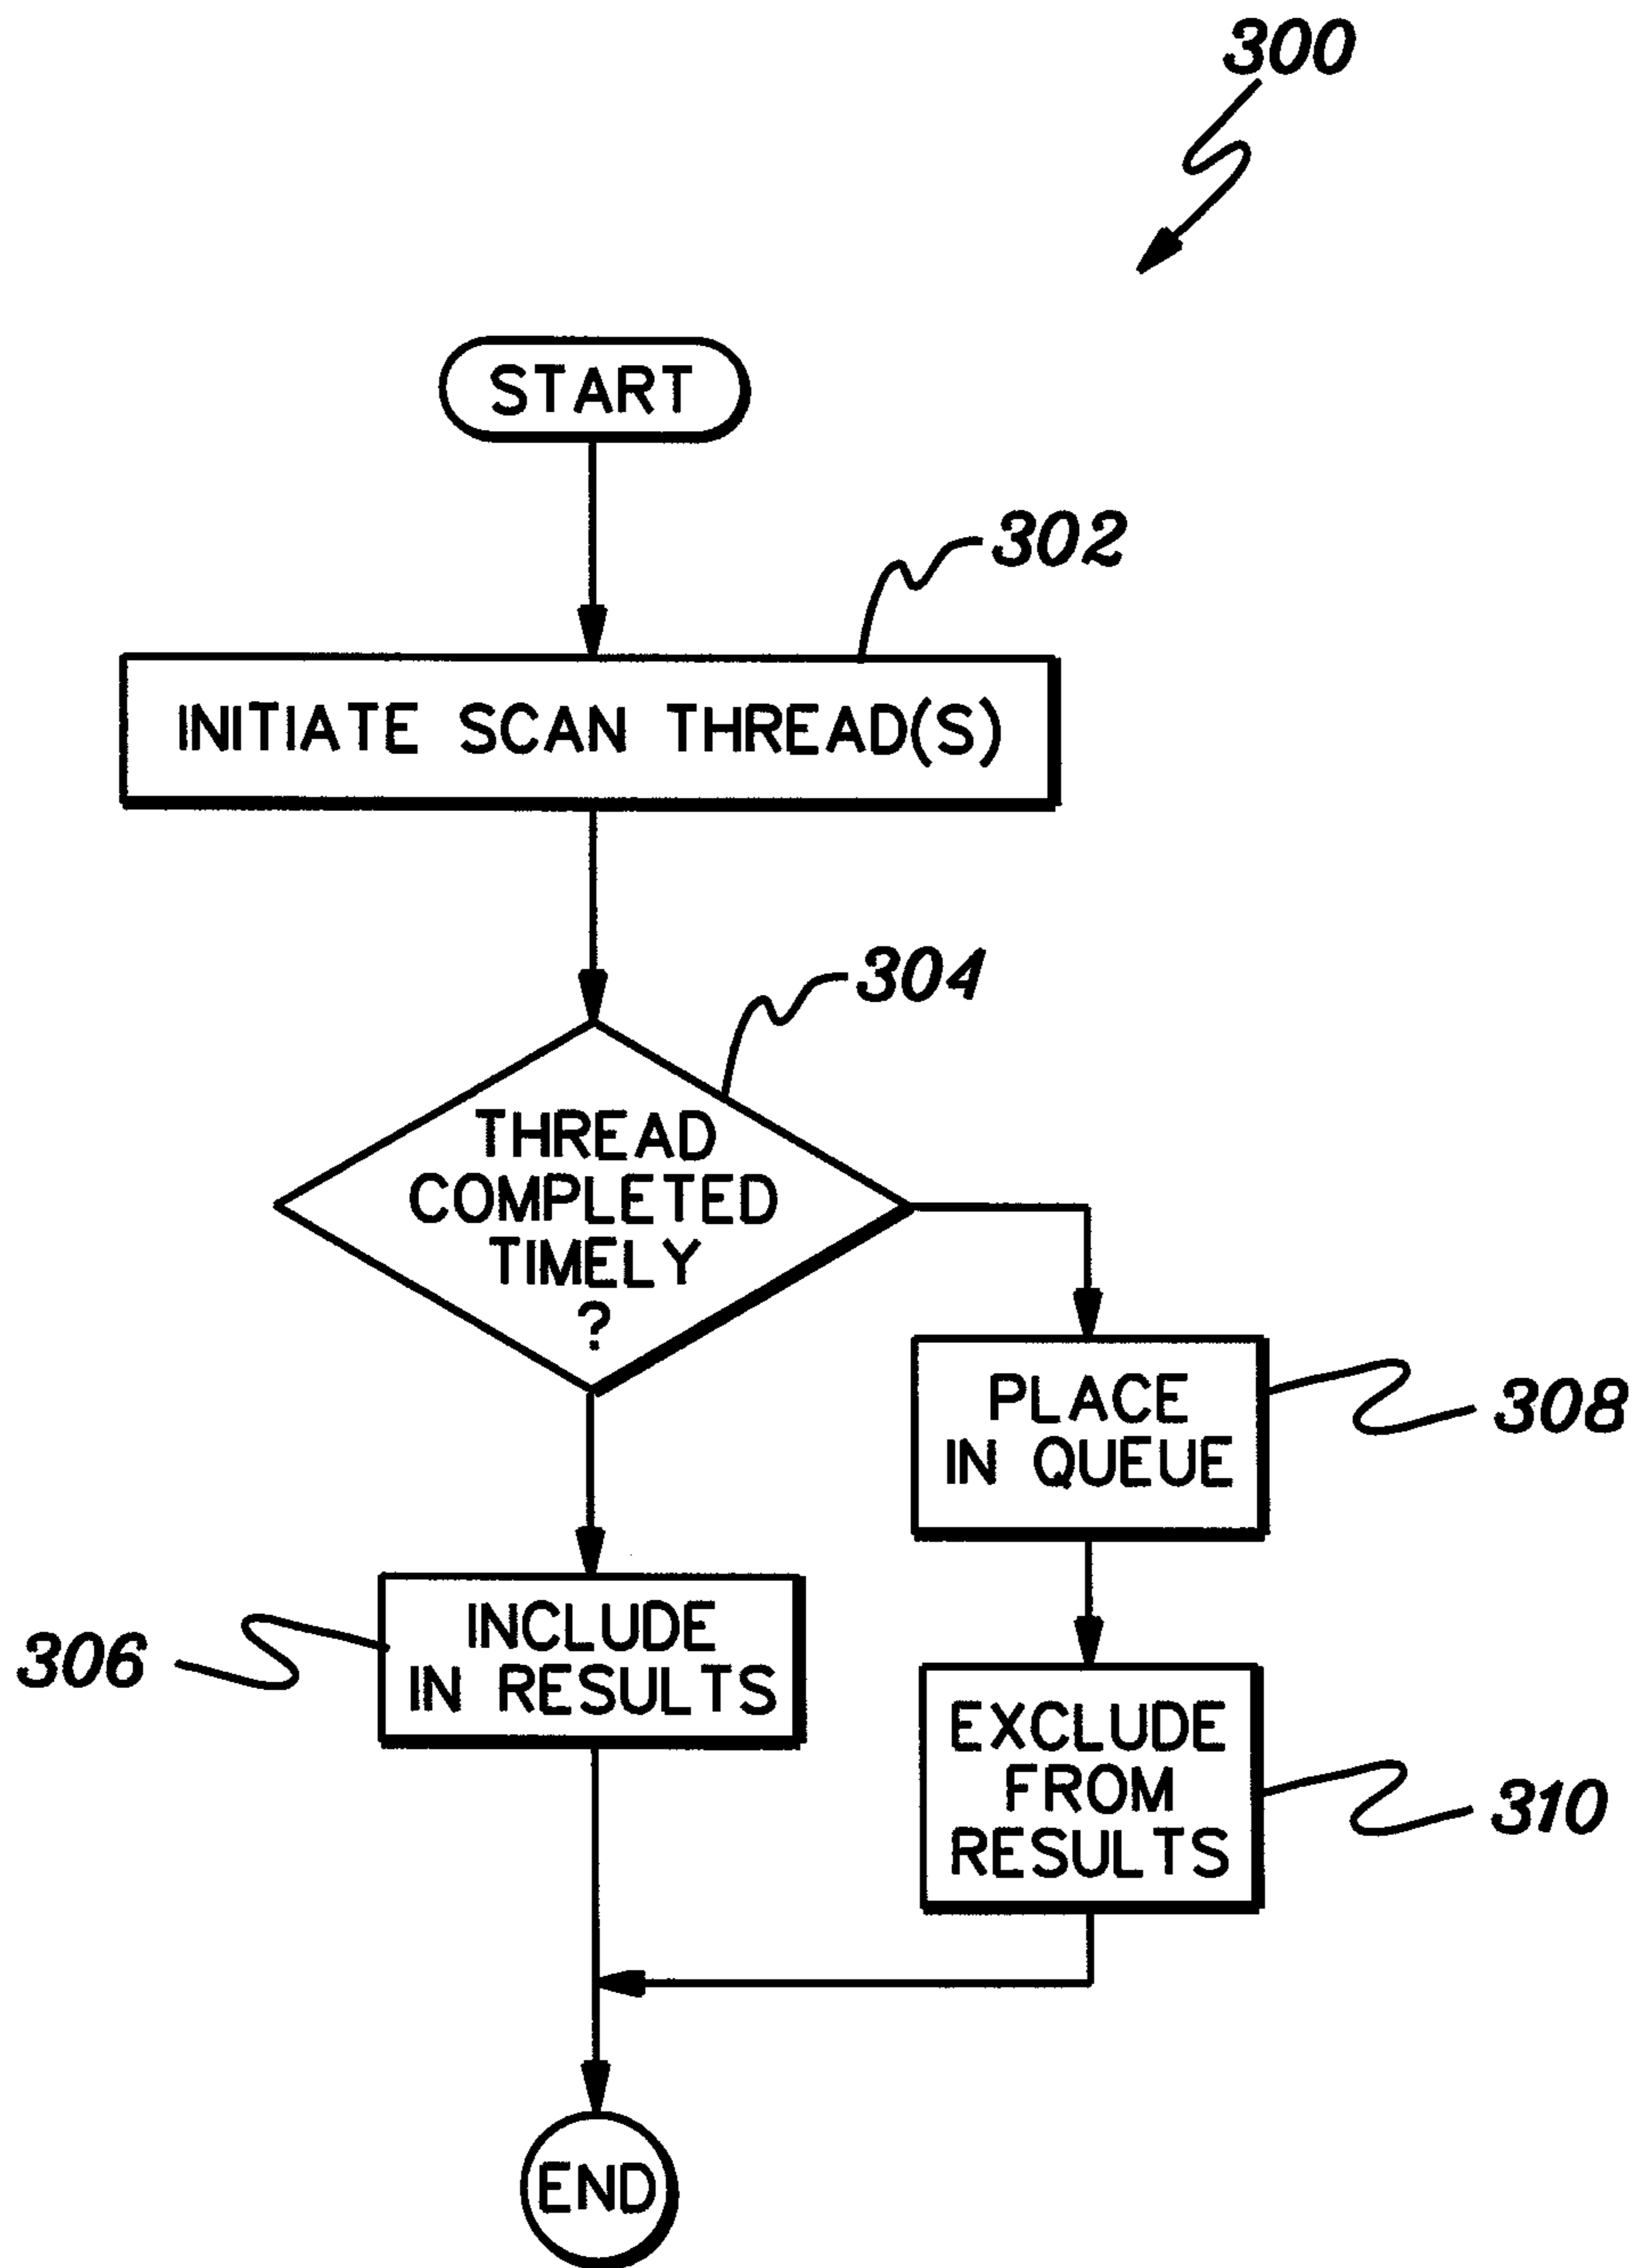 300
START
302
INITIATE SCAN THREAD(S)
304
THREAD
COMPLETED
TIMELY
?
PLACE
IN QUEUE
308
INCLUDE
IN RESULTS
306
EXCLUDE
FROM
RESULTS
310
END